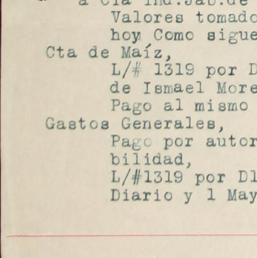 a Cia Ind.Jab.de
Valores tomado
hoy Como sigue
Cta de Maíz,
L/# 1319 por D
de Ismael More
Pago al mismo
Gastos Generales,
Pago por autor
bilidad,
L/#1319 por D1
Diario y 1 May